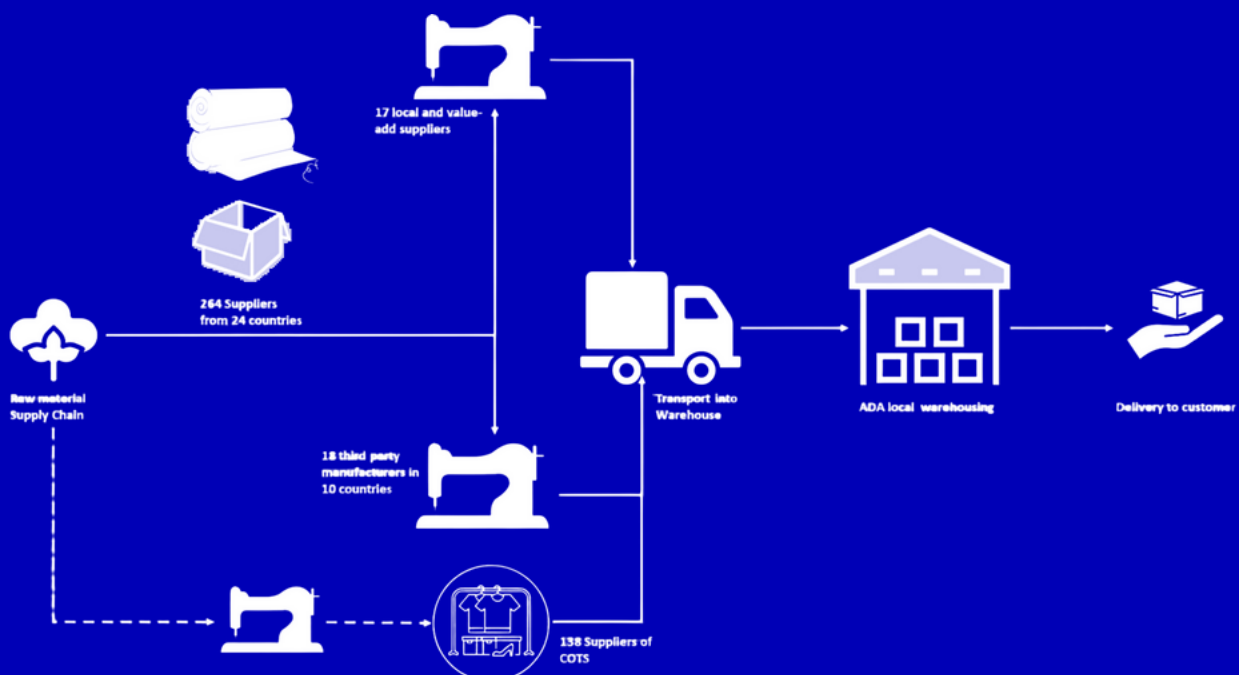 17 local and value-
add suppliers
264 Suppliers
from 24 countries
Raw material
Supply Chain
18 third party
manufacturers in
10 countries
Transport into
Warehouse
ADA local warehousing
Delivery to customer
138 Suppliers of
COTS